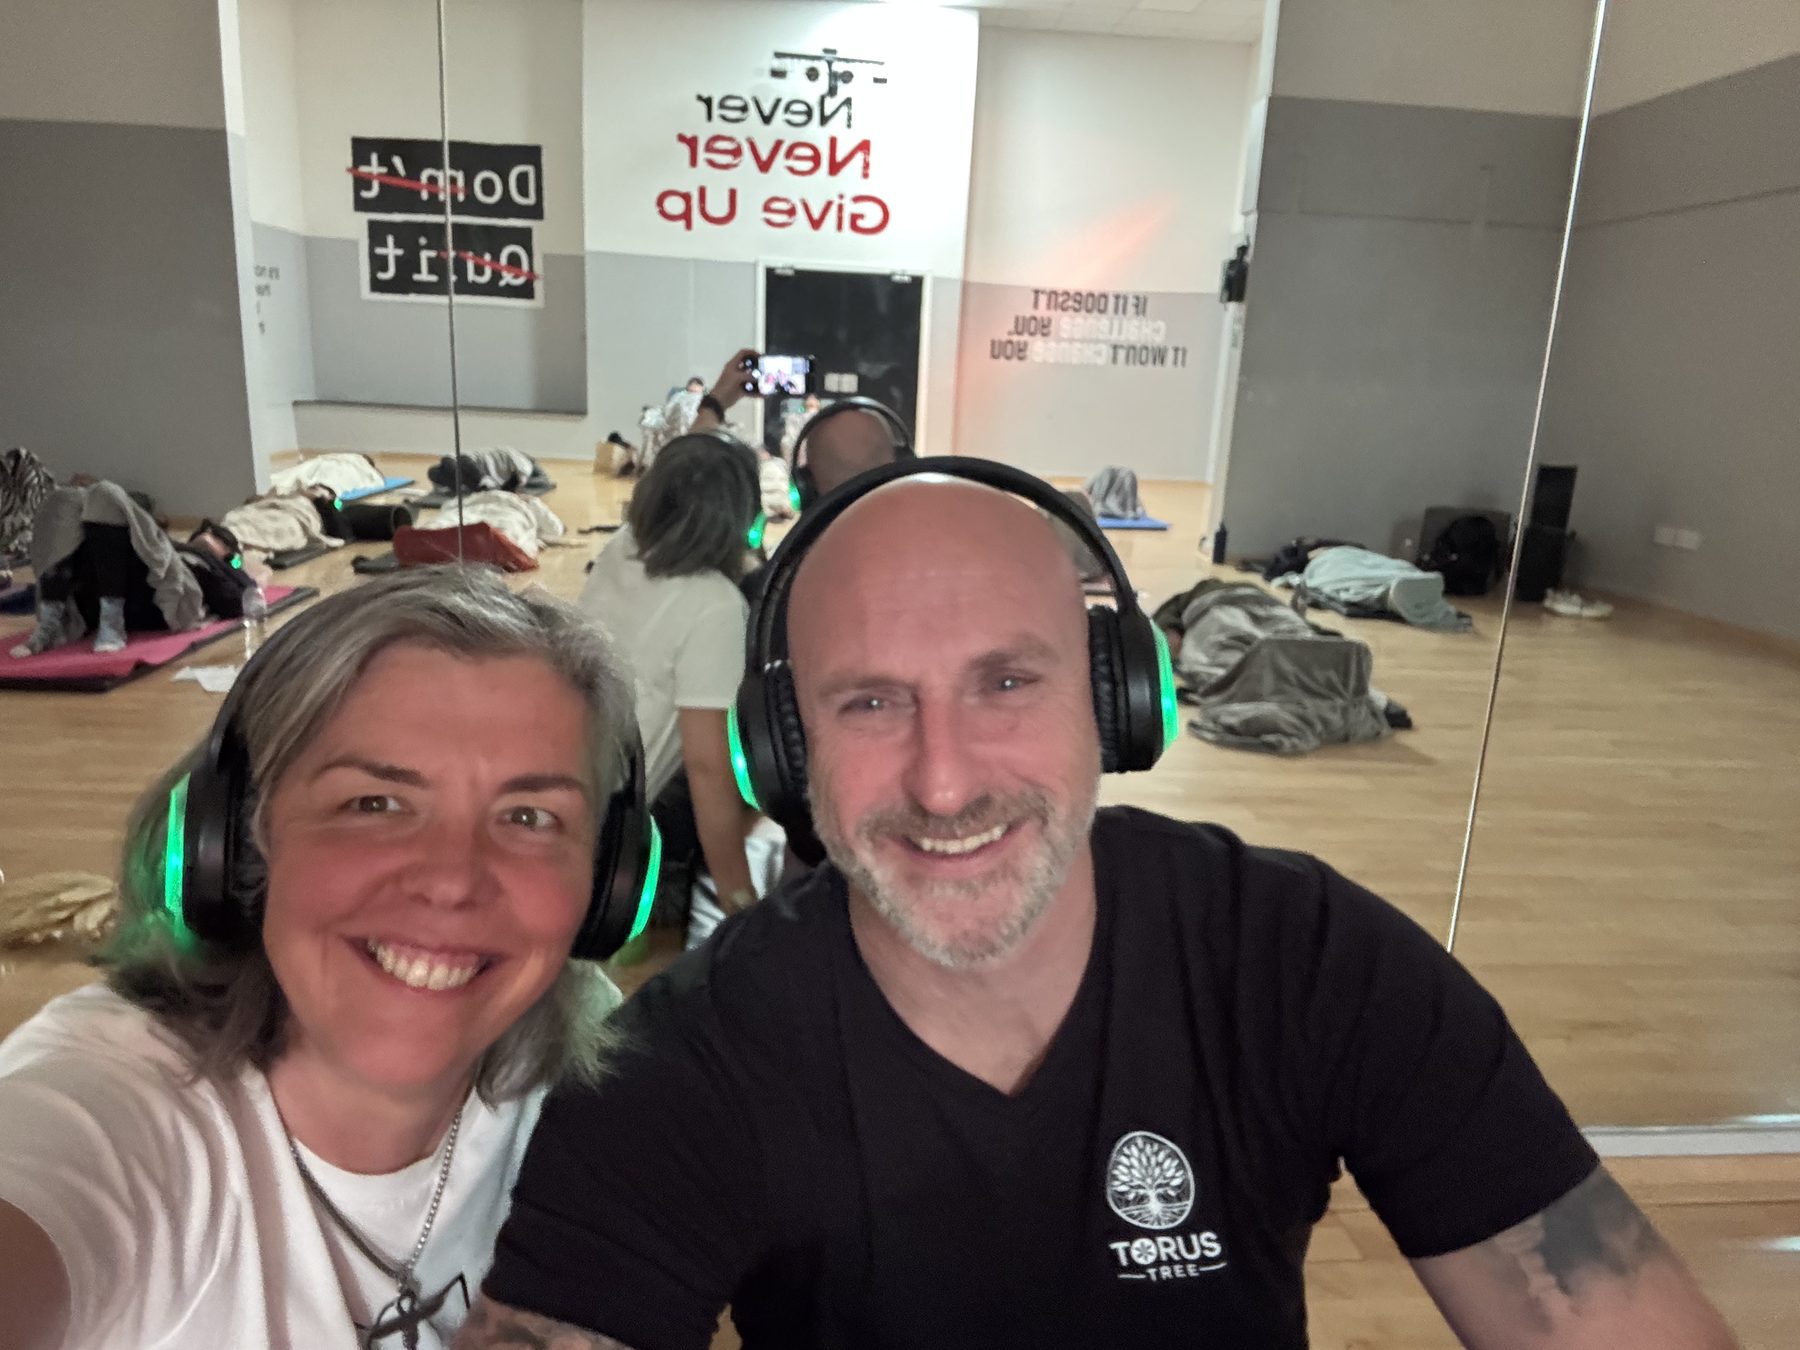 Never
Never
Give Up
Don't
Quit
IF IT DOESN'T
CHALLENGE YOU,
IT WON'T CHANGE YOU
TORUS
TREE